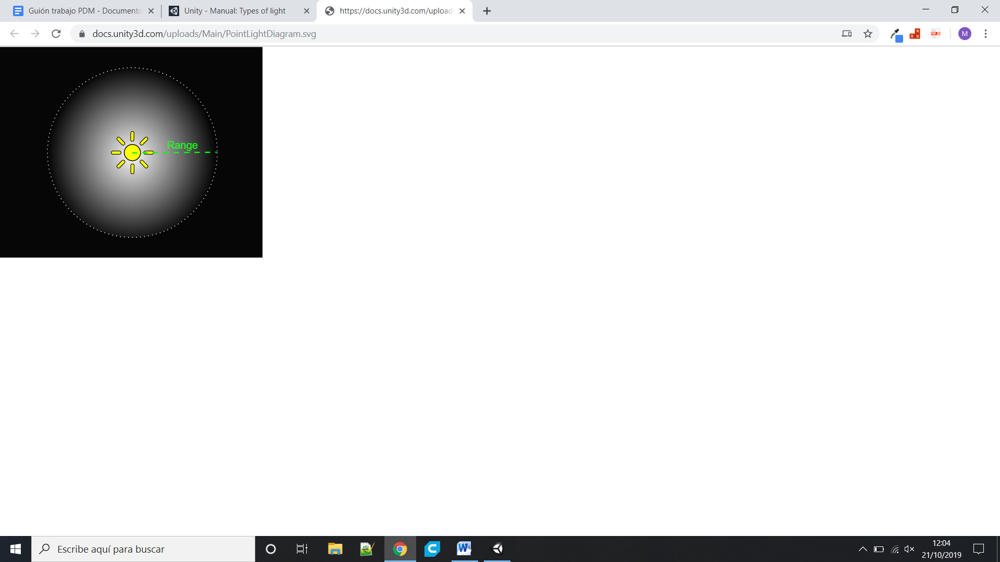 Guión trabajo PDM - Documento
Unity - Manual: Types of light
https://docs.unity3d.com/upload
docs.unity3d.com/uploads/Main/PointLightDiagram.svg
M
Range
Escribe aquí para buscar
12:04
21/10/2019